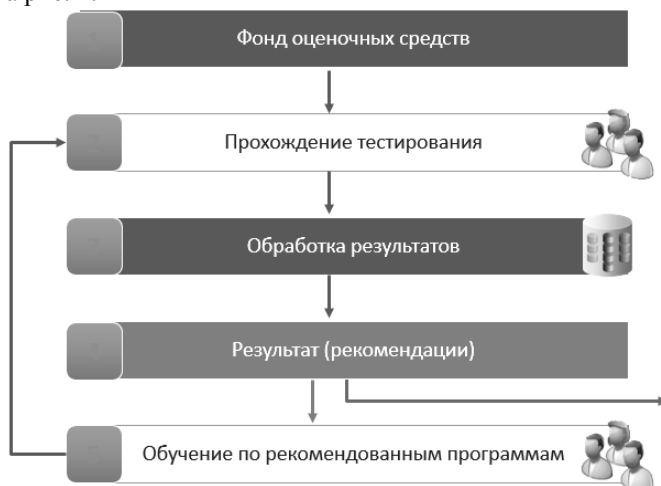 Фонд оценочных средств
Прохождение тестирования
Обработка результатов
Результат (рекомендации)
Обучение по рекомендованным программам